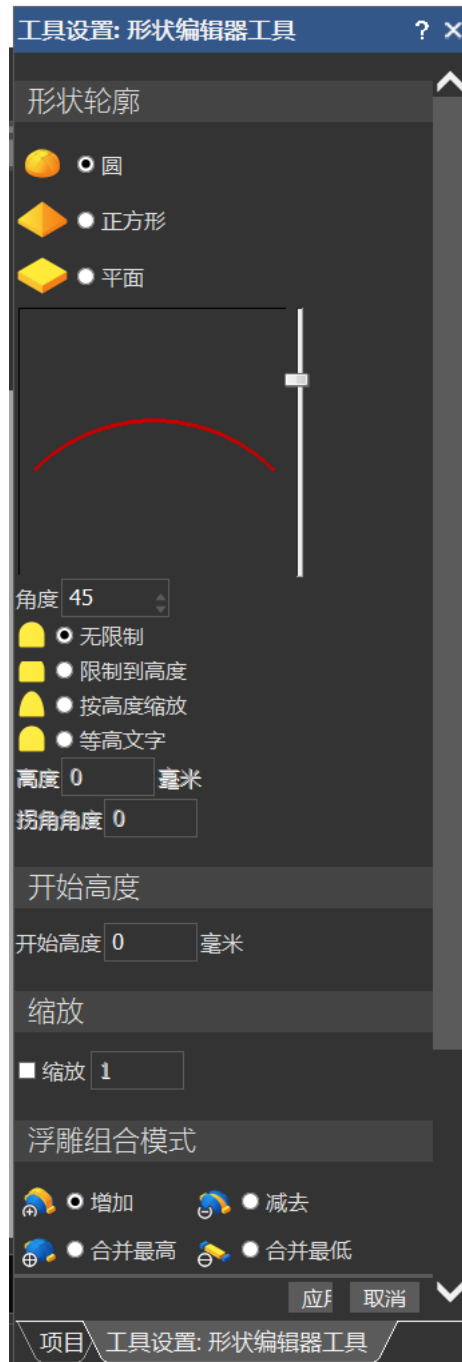 工具设置: 形状编辑器工具 ? ×
形状轮廓
圆
正方形
平面
角度 45
无限制
限制到高度
按高度缩放
等高文字
高度 0 毫米
拐角角度 0
开始高度
开始高度 0 毫米
缩放
缩放 1
浮雕组合模式
增加 减去
合并最高 合并最低
应 取消
项目 工具设置: 形状编辑器工具